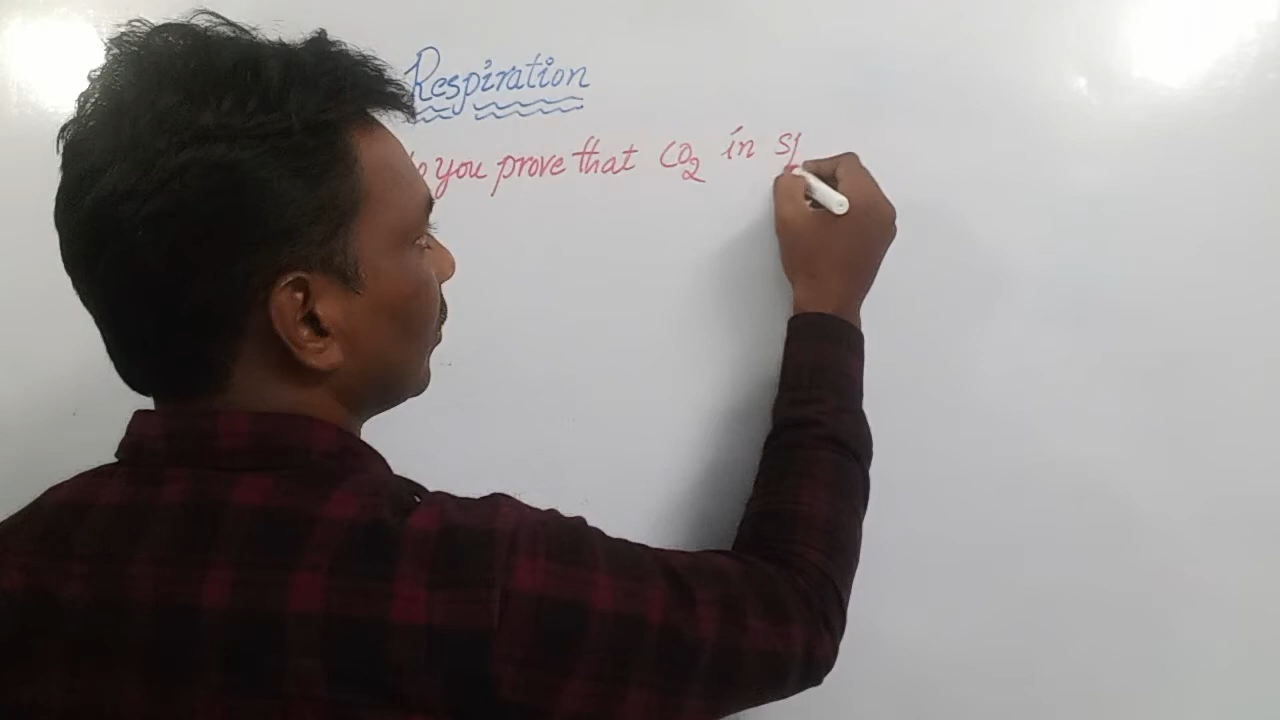 Respiration
you prove that CO2 in